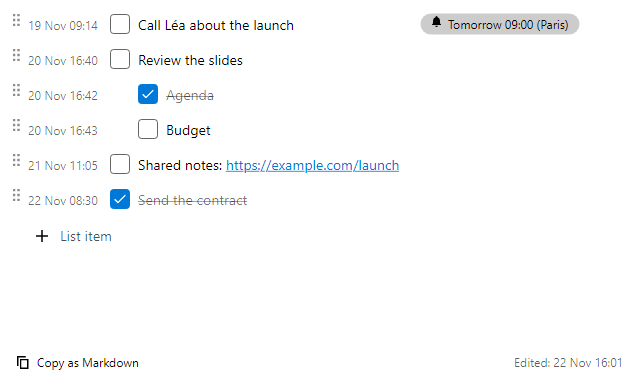 19 Nov 09:14 Call Léa about the launch Tomorrow 09:00 (Paris)
20 Nov 16:40 Review the slides
20 Nov 16:42 Agenda
20 Nov 16:43 Budget
21 Nov 11:05 Shared notes: https://example.com/launch
22 Nov 08:30 Send the contract
List item
Copy as Markdown Edited: 22 Nov 16:01